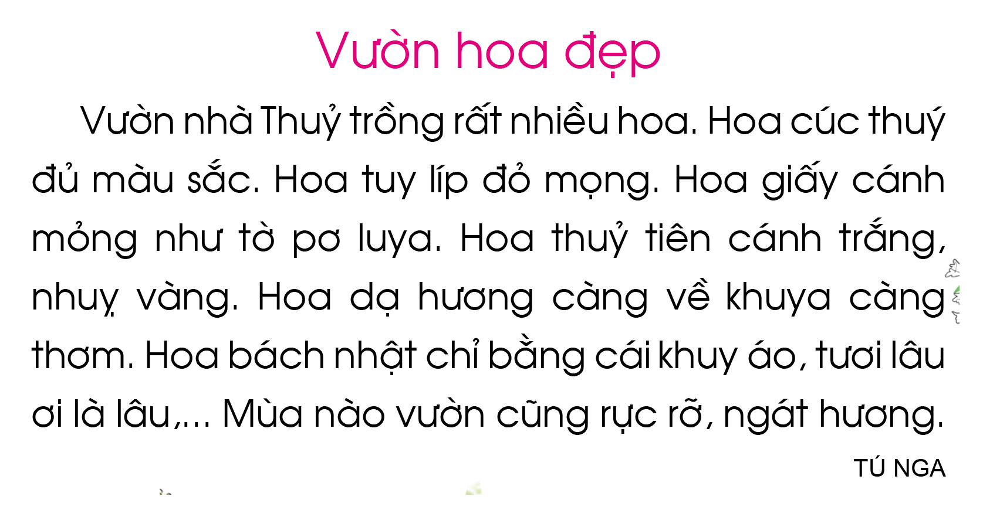 Vườn hoa đẹp
Vườn nhà Thuỷ trồng rất nhiều hoa. Hoa cúc thuý
đủ màu sắc. Hoa tuy líp đỏ mọng. Hoa giấy cánh
mỏng như tờ pơ luya. Hoa thuỷ tiên cánh trắng,
nhuỵ vàng. Hoa dạ hương càng về khuya càng
thơm. Hoa bách nhật chỉ bằng cái khuy áo, tươi lâu
ơi là lâu,... Mùa nào vườn cũng rực rỡ, ngát hương.
TÚ NGA